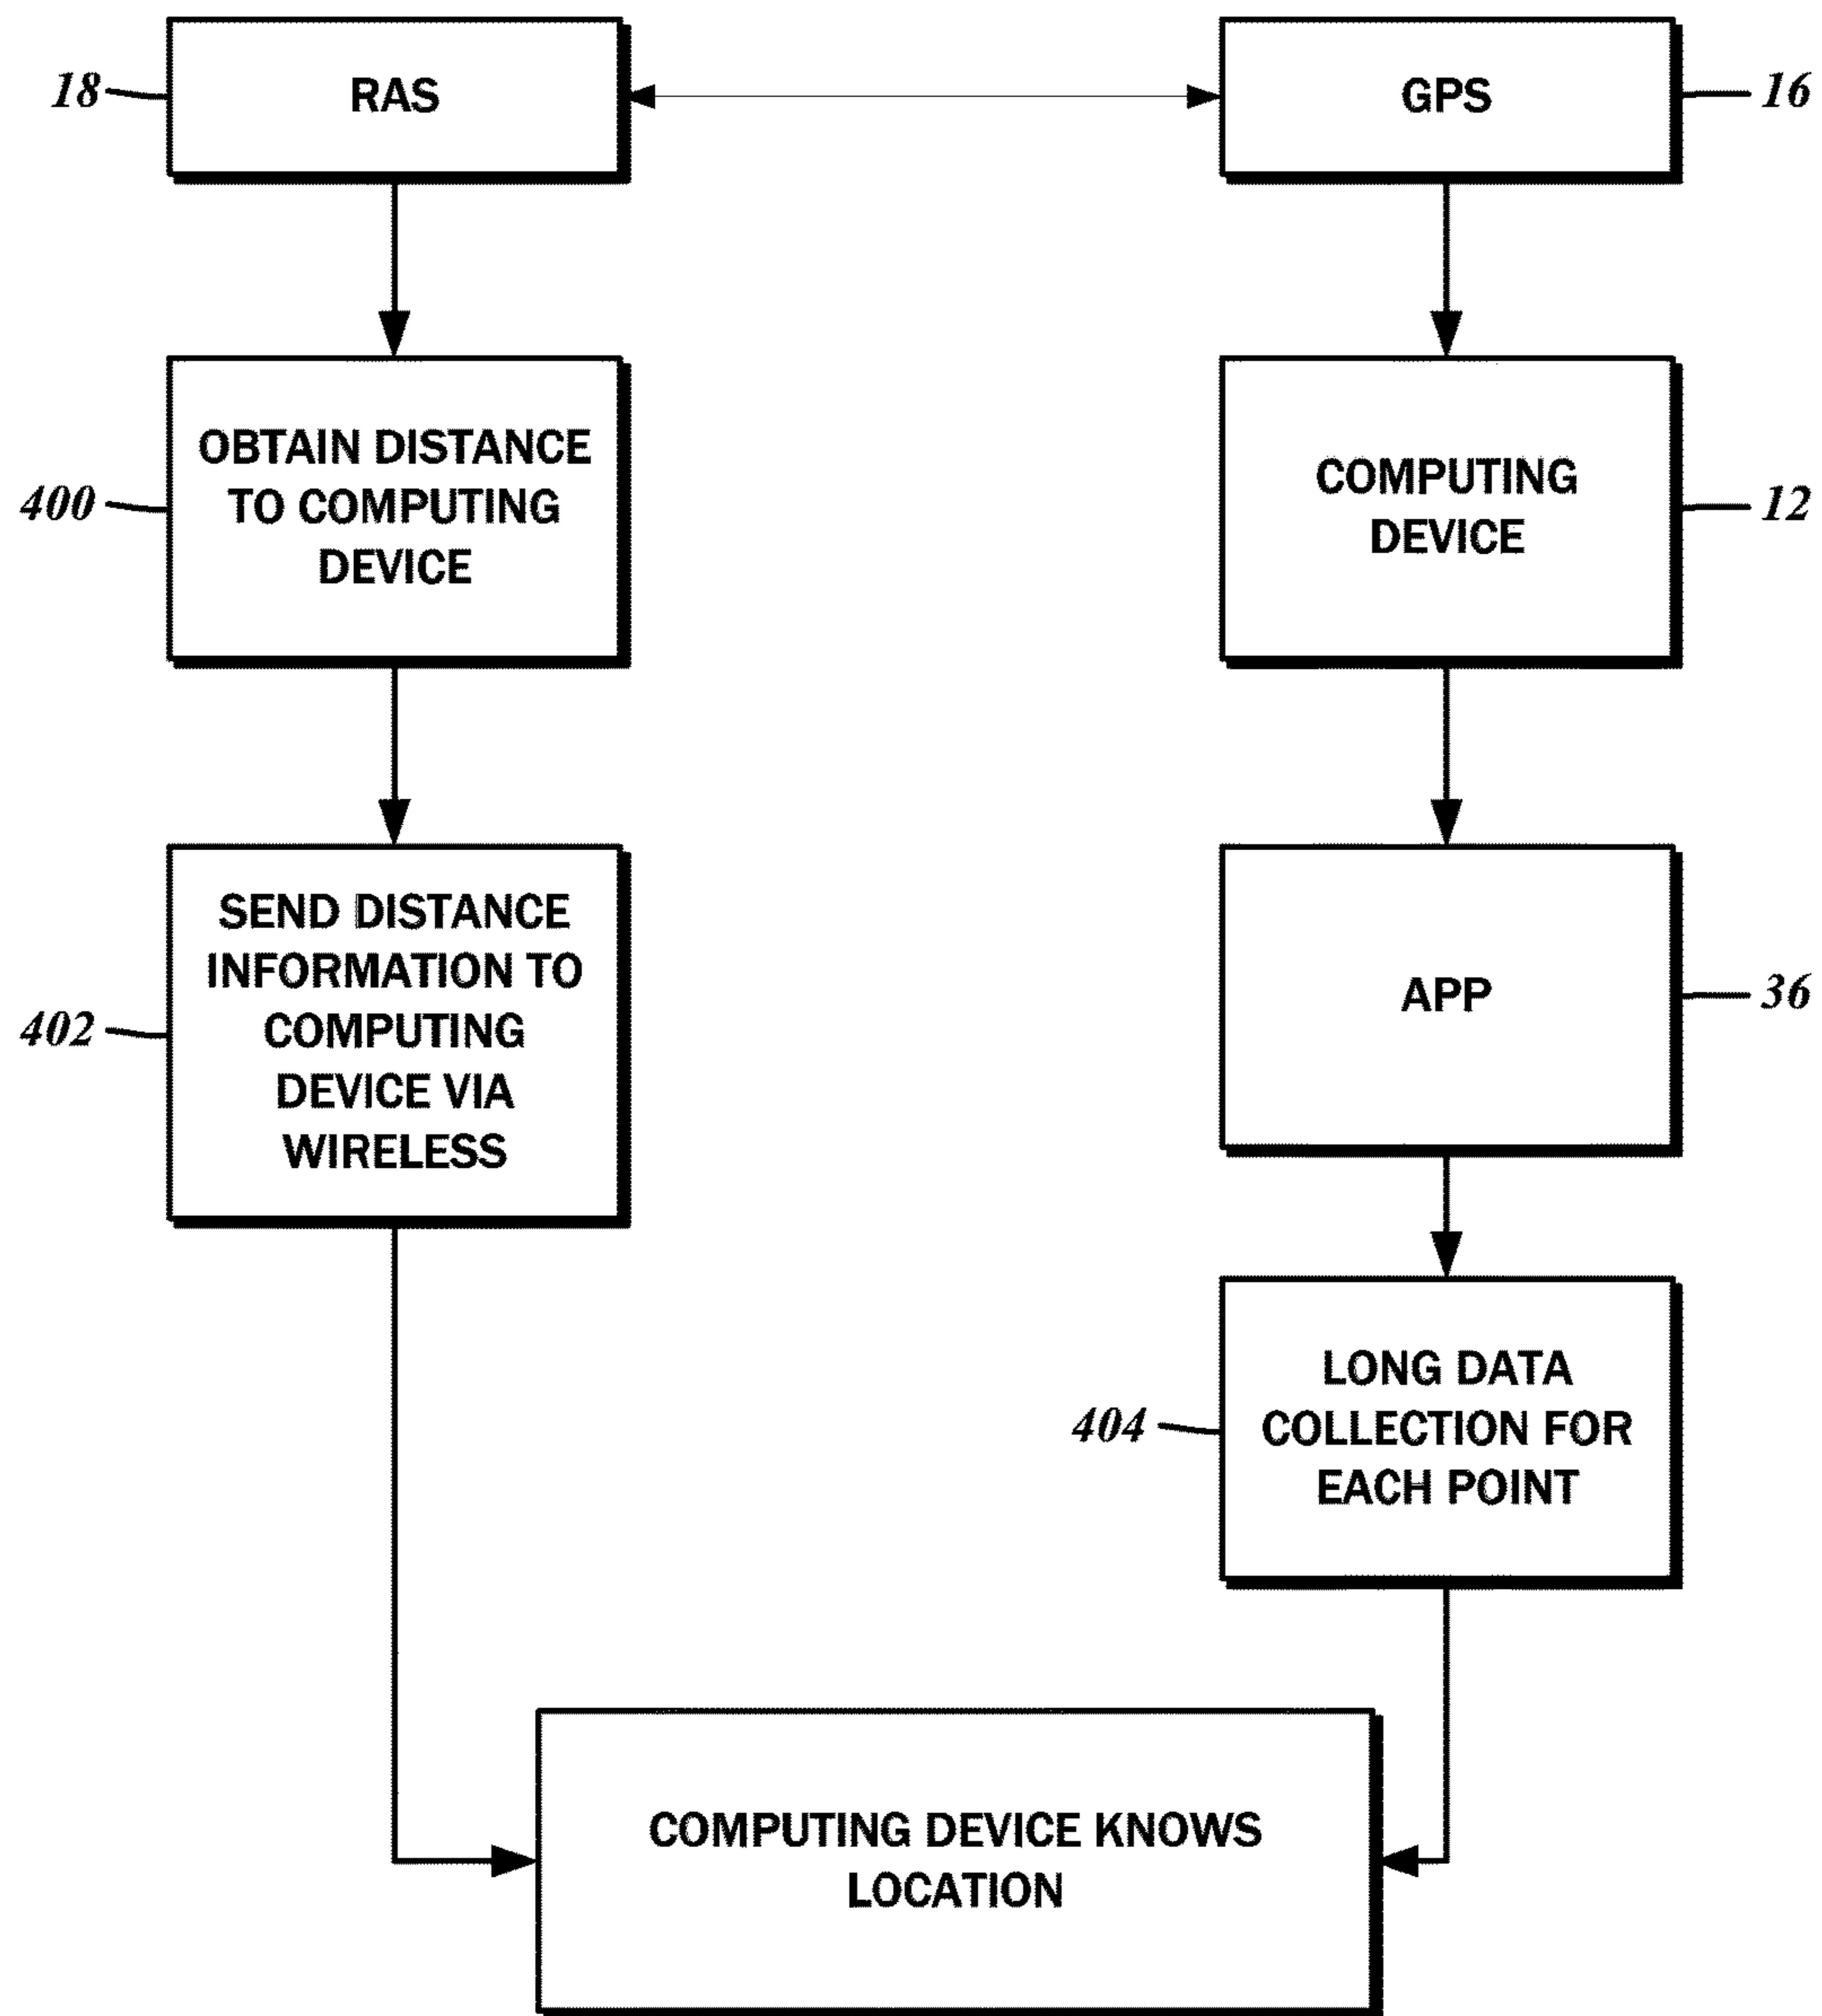 RAS
18
GPS
16
OBTAIN DISTANCE
TO COMPUTING
DEVICE
400
COMPUTING
DEVICE
12
SEND DISTANCE
INFORMATION TO
COMPUTING
DEVICE VIA
WIRELESS
402
APP
36
LONG DATA
COLLECTION FOR
EACH POINT
404
COMPUTING DEVICE KNOWS
LOCATION